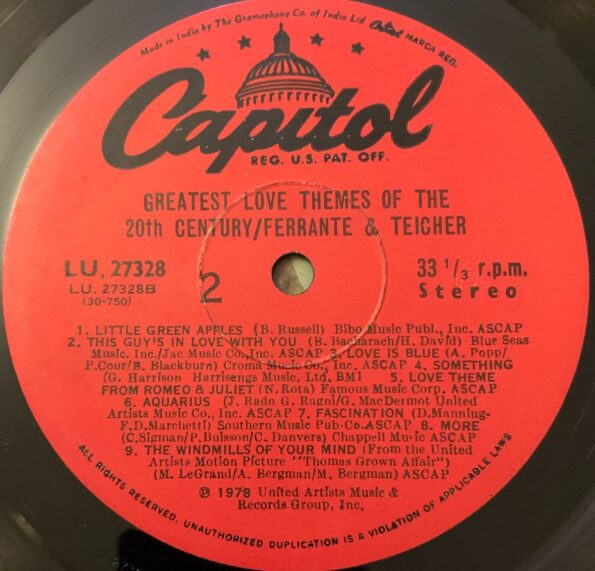 Made in India by The Gramophone Co. of India Ltd Capitol MARCA REG.
Capitol
REG. U.S. PAT. OFF.
GREATEST LOVE THEMES OF THE
20th CENTURY/FERRANTE & TEICHER
LU. 27328
LU. 27328B
(30-750)
2
33 1/3 r.p.m.
Stereo
1. LITTLE GREEN APPLES (B. Russell) Bibo Music Publ., Inc. ASCAP
2. THIS GUY'S IN LOVE WITH YOU (B. Bacharach/H. David) Blue Seas
Music, Inc./Jac Music Co., Inc. ASCAP 3. LOVE IS BLUE (A. Popp/
P.Cour/B. Blackburn) Croma Music Co., Inc. ASCAP 4. SOMETHING
(G. Harrison Harrisengs Music, Ltd, BMI 5. LOVE THEME
FROM ROMEO & JULIET (N. Rota) Famous Music Corp. ASCAP
6. AQUARIUS (J. Rado G. Ragni/G. MacDermot United
Artists Music Co., Inc. ASCAP 7. FASCINATION (D.Manning-
F.D.Marchetti) Southern Music Pub-Co.ASCAP 8. MORE
(C.Sigman/P.Buisson/C. Danvers) Chappell Music ASCAP
9. THE WINDMILLS OF YOUR MIND (From the United
Artists Motion Picture "Thomas Grown Affair")
(M. LeGrand/A. Bergman/M. Bergman) ASCAP
℗ 1978 United Artists Music &
Records Group, Inc.
ALL RIGHTS RESERVED. UNAUTHORIZED DUPLICATION IS A VIOLATION OF APPLICABLE LAWS